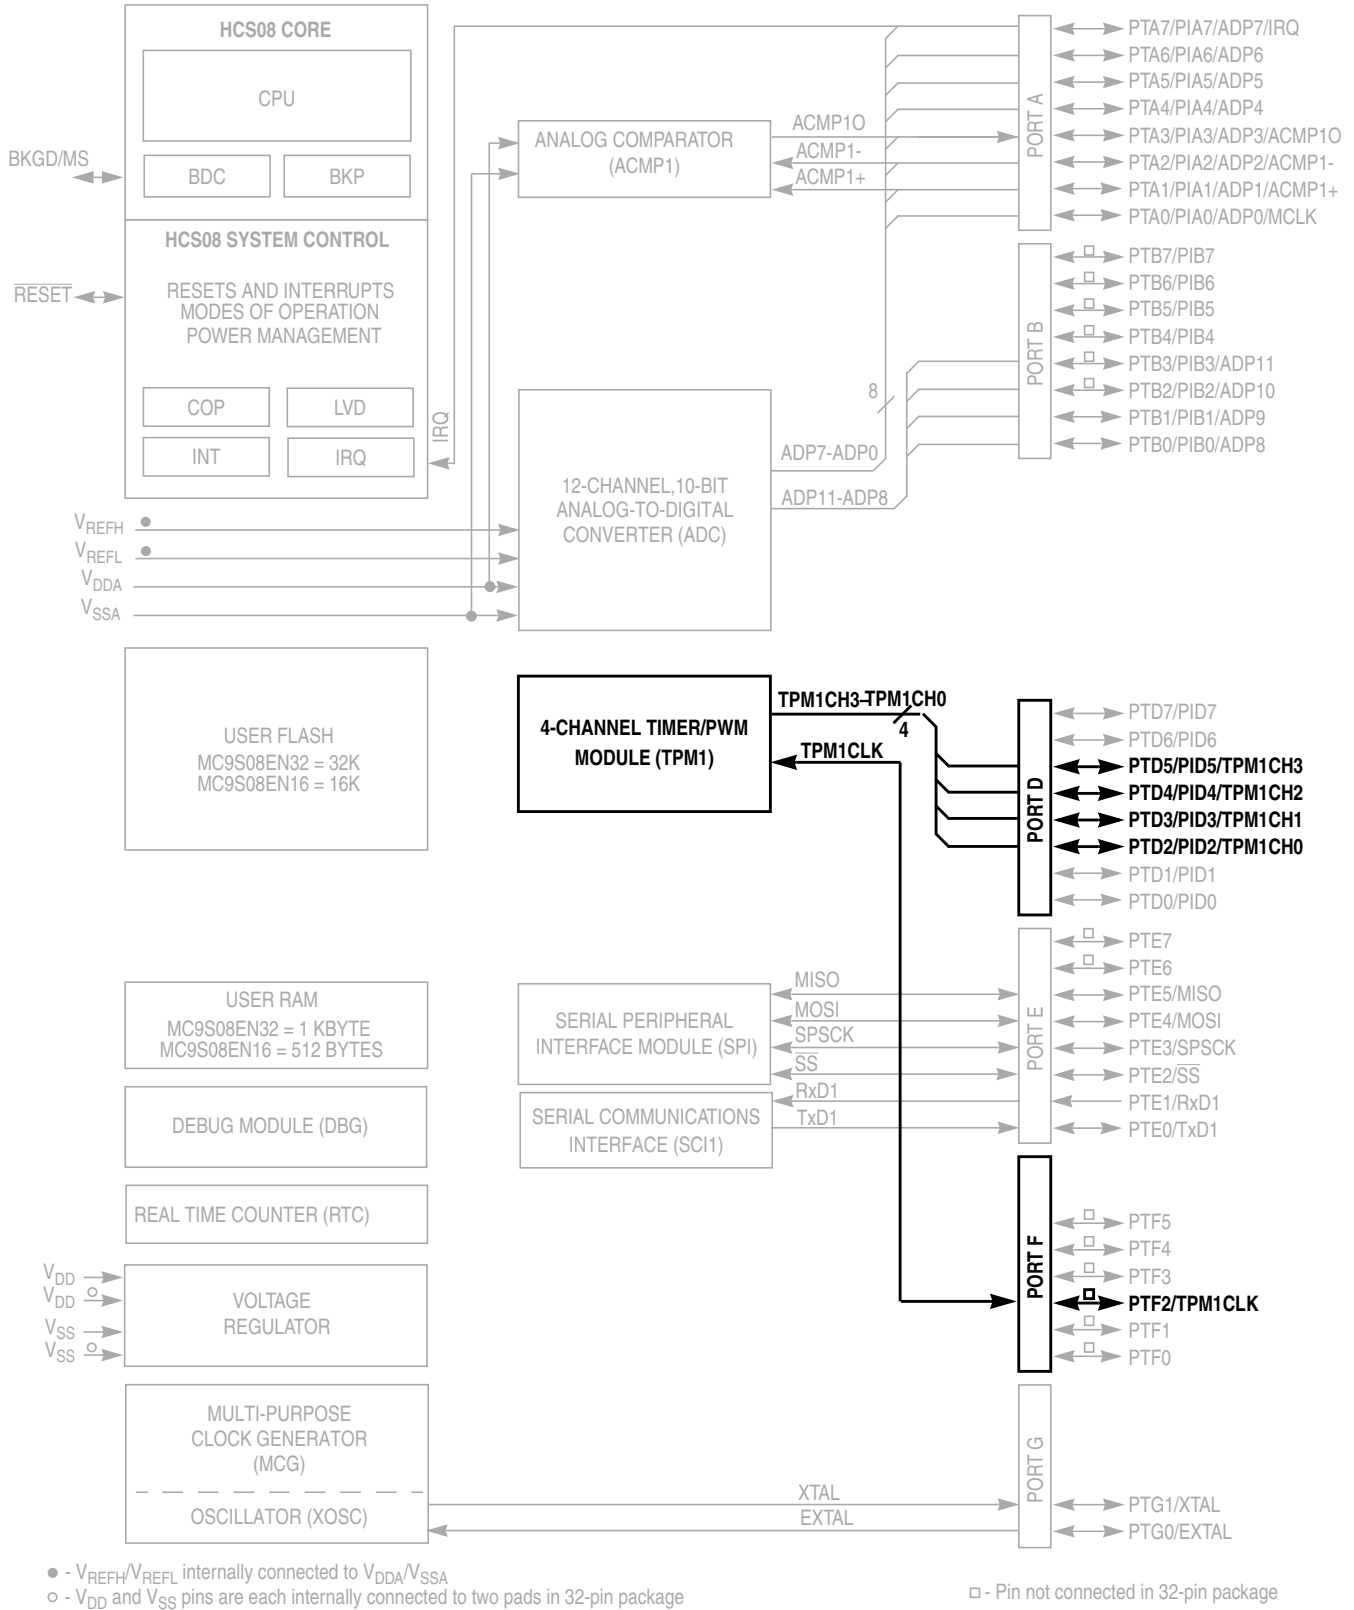 HCS08 CORE
CPU
BDC
BKP
BKGD/MS
HCS08 SYSTEM CONTROL
RESETS AND INTERRUPTS
MODES OF OPERATION
POWER MANAGEMENT
RESET
COP
LVD
INT
IRQ
IRQ
ANALOG COMPARATOR
(ACMP1)
ACMP1O
ACMP1-
ACMP1+
12-CHANNEL,10-BIT
ANALOG-TO-DIGITAL
CONVERTER (ADC)
8
ADP7-ADP0
ADP11-ADP8
VREFH
VREFL
VDDA
VSSA
PORT A
PTA7/PIA7/ADP7/IRQ
PTA6/PIA6/ADP6
PTA5/PIA5/ADP5
PTA4/PIA4/ADP4
PTA3/PIA3/ADP3/ACMP1O
PTA2/PIA2/ADP2/ACMP1-
PTA1/PIA1/ADP1/ACMP1+
PTA0/PIA0/ADP0/MCLK
PORT B
PTB7/PIB7
PTB6/PIB6
PTB5/PIB5
PTB4/PIB4
PTB3/PIB3/ADP11
PTB2/PIB2/ADP10
PTB1/PIB1/ADP9
PTB0/PIB0/ADP8
USER FLASH
MC9S08EN32 = 32K
MC9S08EN16 = 16K
4-CHANNEL TIMER/PWM
MODULE (TPM1)
TPM1CH3–TPM1CH0
4
TPM1CLK
PORT D
PTD7/PID7
PTD6/PID6
PTD5/PID5/TPM1CH3
PTD4/PID4/TPM1CH2
PTD3/PID3/TPM1CH1
PTD2/PID2/TPM1CH0
PTD1/PID1
PTD0/PID0
USER RAM
MC9S08EN32 = 1 KBYTE
MC9S08EN16 = 512 BYTES
SERIAL PERIPHERAL
INTERFACE MODULE (SPI)
MISO
MOSI
SPSCK
SS
RxD1
TxD1
SERIAL COMMUNICATIONS
INTERFACE (SCI1)
PORT E
PTE7
PTE6
PTE5/MISO
PTE4/MOSI
PTE3/SPSCK
PTE2/SS
PTE1/RxD1
PTE0/TxD1
DEBUG MODULE (DBG)
REAL TIME COUNTER (RTC)
PORT F
PTF5
PTF4
PTF3
PTF2/TPM1CLK
PTF1
PTF0
VDD
VDD
VSS
VSS
VOLTAGE
REGULATOR
MULTI-PURPOSE
CLOCK GENERATOR
(MCG)
OSCILLATOR (XOSC)
XTAL
EXTAL
PORT G
PTG1/XTAL
PTG0/EXTAL
● - VREFH/VREFL internally connected to VDDA/VSSA
○ - VDD and VSS pins are each internally connected to two pads in 32-pin package
□ - Pin not connected in 32-pin package